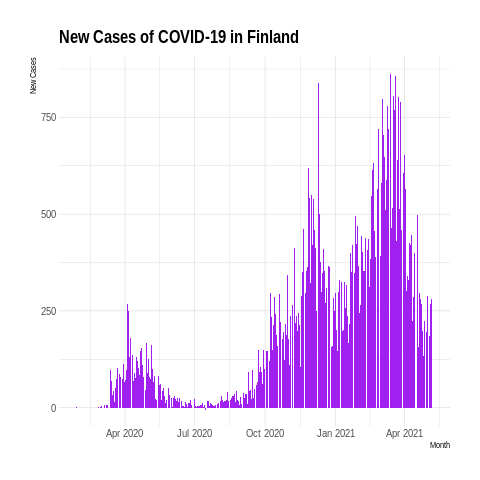 New Cases of COVID-19 in Finland
New Cases
750
500
250
0
Apr 2020 Jul 2020 Oct 2020 Jan 2021 Apr 2021
Month